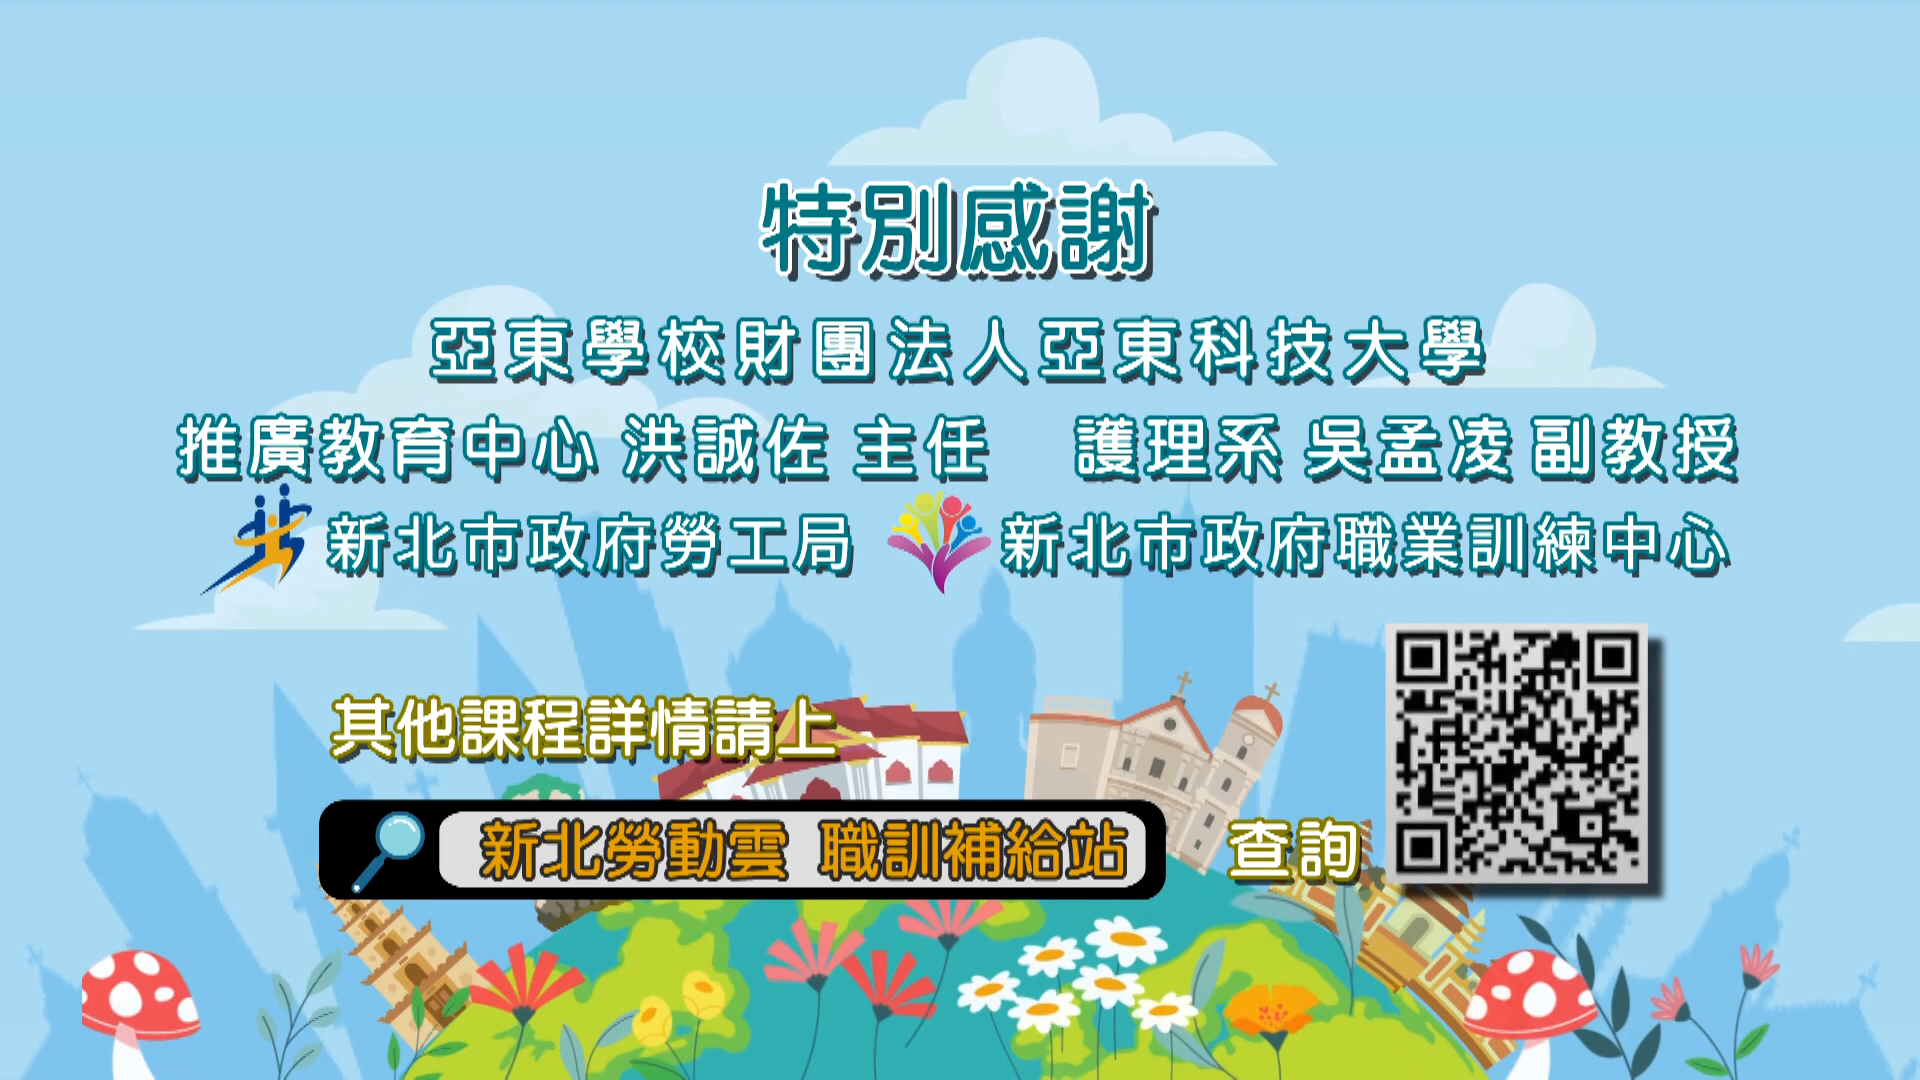 特別感謝
亞東學校財團法人亞東科技大學
推廣教育中心 洪誠佐 主任 護理系 吳孟凌 副教授
新北市政府勞工局 新北市政府職業訓練中心
其他課程詳情請上
新北勞動雲 職訓補給站 查詢